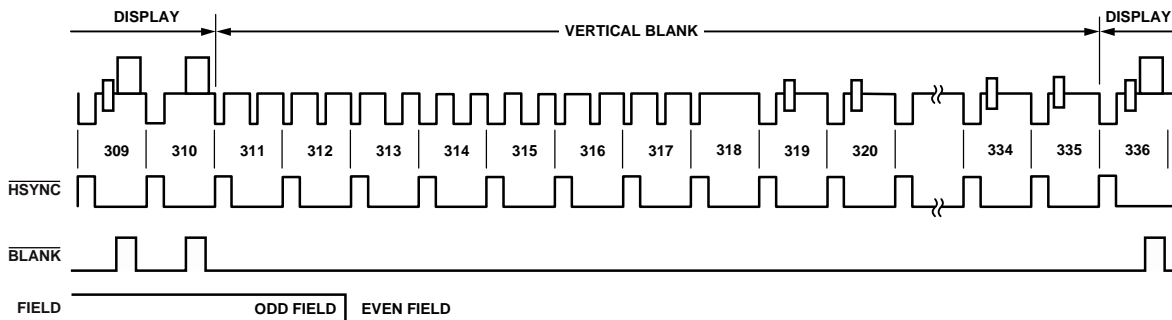 DISPLAY VERTICAL BLANK DISPLAY
309 310 311 312 313 314 315 316 317 318 319 320 334 335 336
HSYNC
BLANK
FIELD ODD FIELD EVEN FIELD